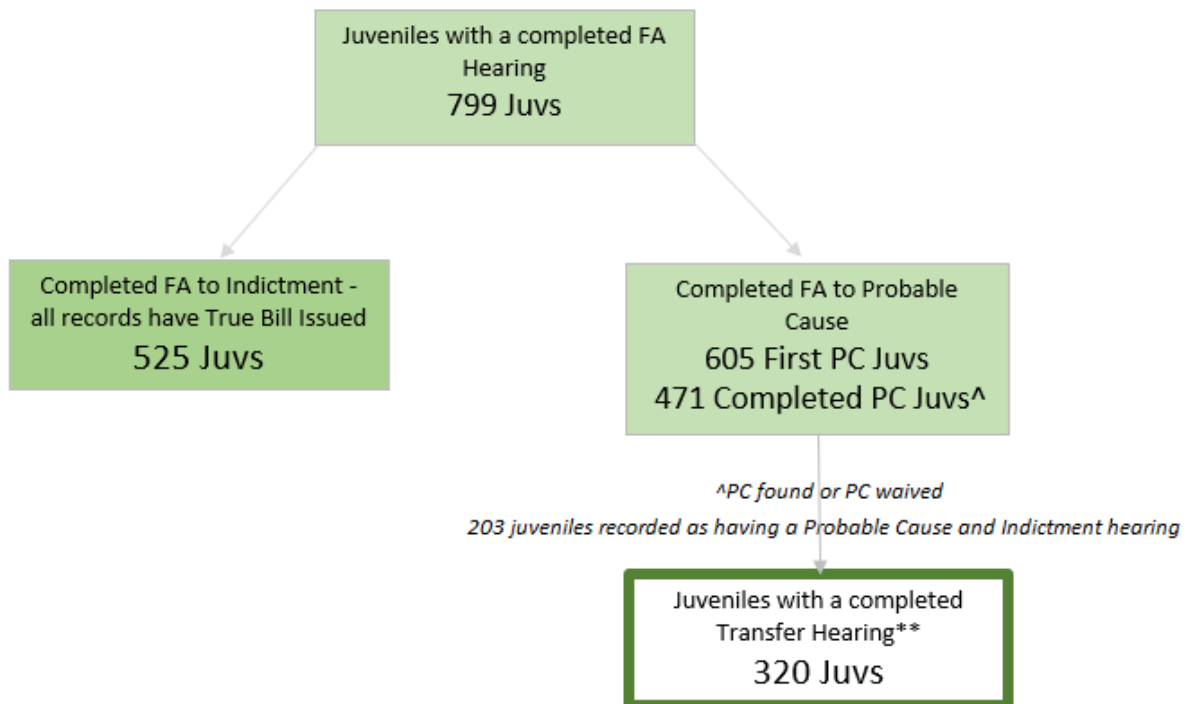 Juveniles with a completed FA
Hearing
799 Juvs
Completed FA to Indictment -
all records have True Bill Issued
525 Juvs
Completed FA to Probable
Cause
605 First PC Juvs
471 Completed PC Juvs^
^PC found or PC waived
203 juveniles recorded as having a Probable Cause and Indictment hearing
Juveniles with a completed
Transfer Hearing**
320 Juvs